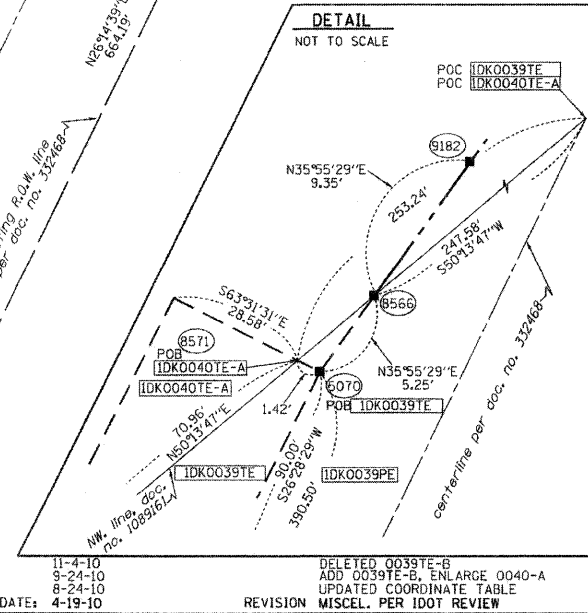 DETAIL
NOT TO SCALE
N26°14'39"E
664.19'
R.O.W. line
per doc. no. 332468
POC 1DK0039TE
POC 1DK0040TE-A
9182
N35°55'29"E
9.35'
253.24'
247.58'
S50°13'47"W
8566
S63°31'31"E
28.58'
8571
POB
1DK0040TE-A
1DK0040TE-A
6070
POB 1DK0039TE
N35°55'29"E
5.25'
1.42'
70.96'
N50°13'47"E
90.00'
S26°28'29"W
390.50'
1DK0039TE
1DK0039PE
NW. line, doc.
no. 1089161
centerline per doc. no. 332468
11-4-10 DELETED 0039TE-B
9-24-10 ADD 0039TE-B, ENLARGE 0040-A
8-24-10 UPDATED COORDINATE TABLE
DATE: 4-19-10 REVISION MISCEL. PER IDOT REVIEW